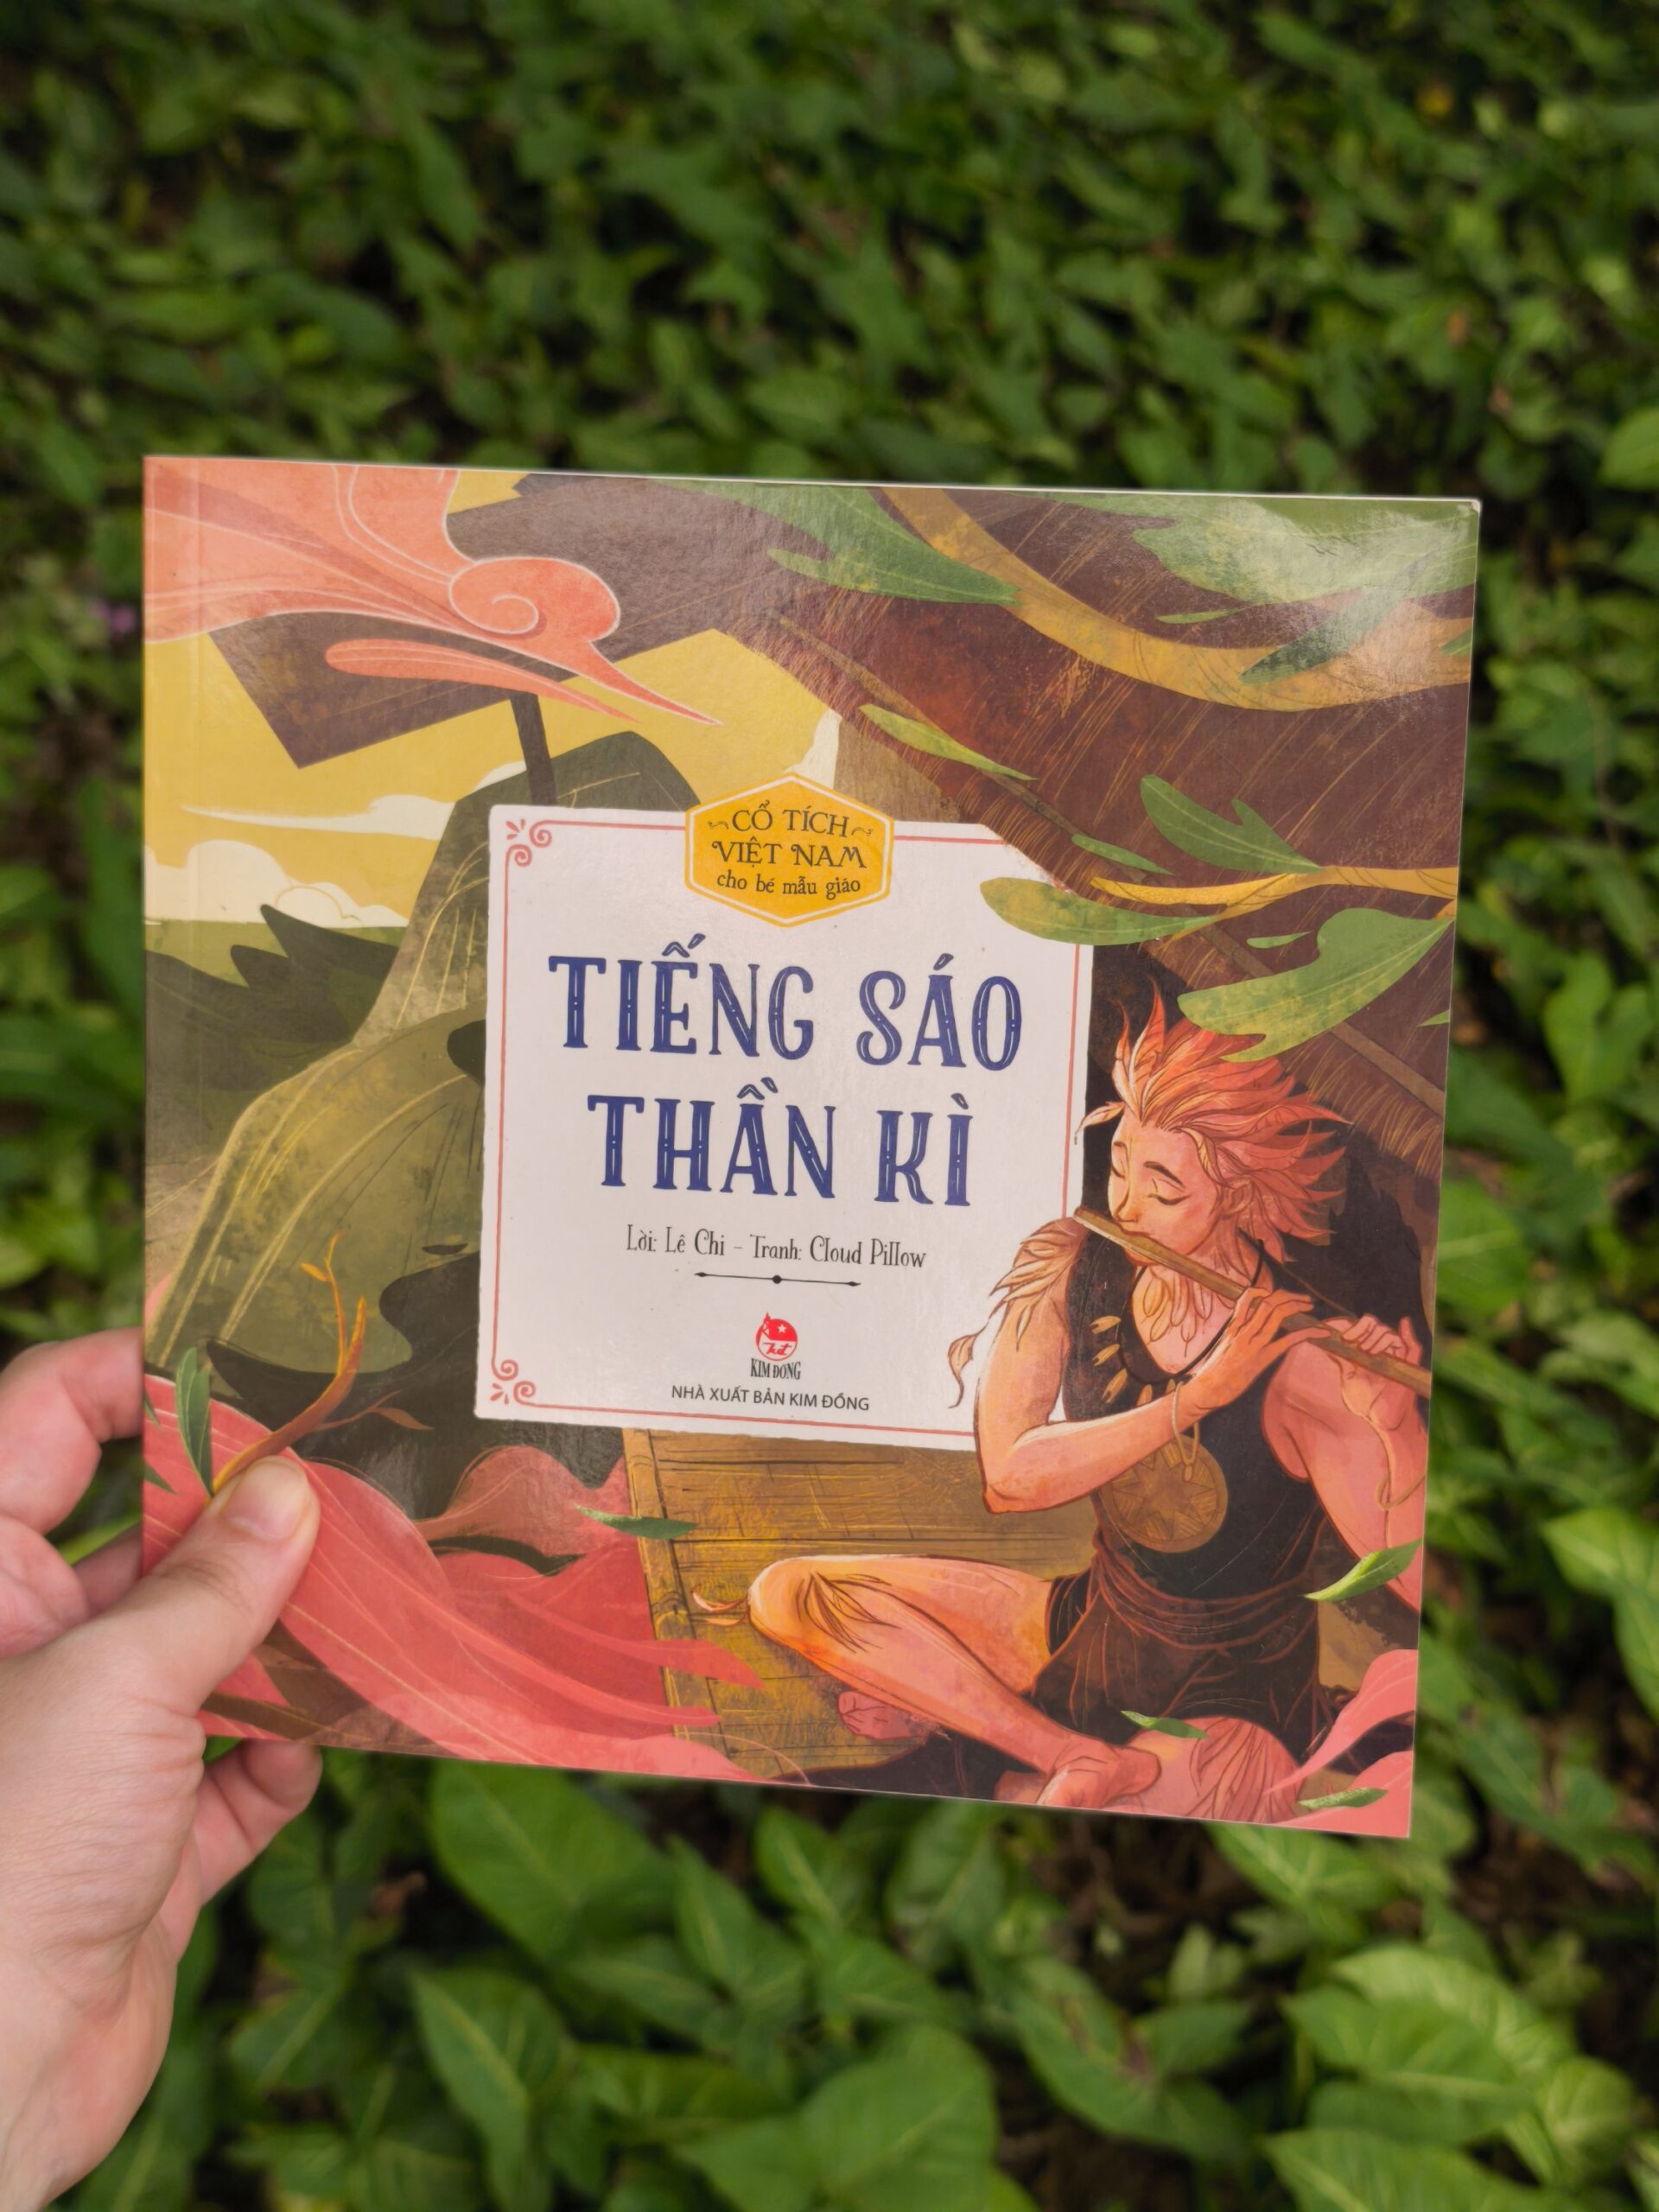 CỔ TÍCH
VIỆT NAM
cho bé mẫu giáo
TIẾNG SÁO
THẦN KÌ
Lời: Lê Chi - Tranh: Cloud Pillow
KIM ĐỒNG
NHÀ XUẤT BẢN KIM ĐỒNG